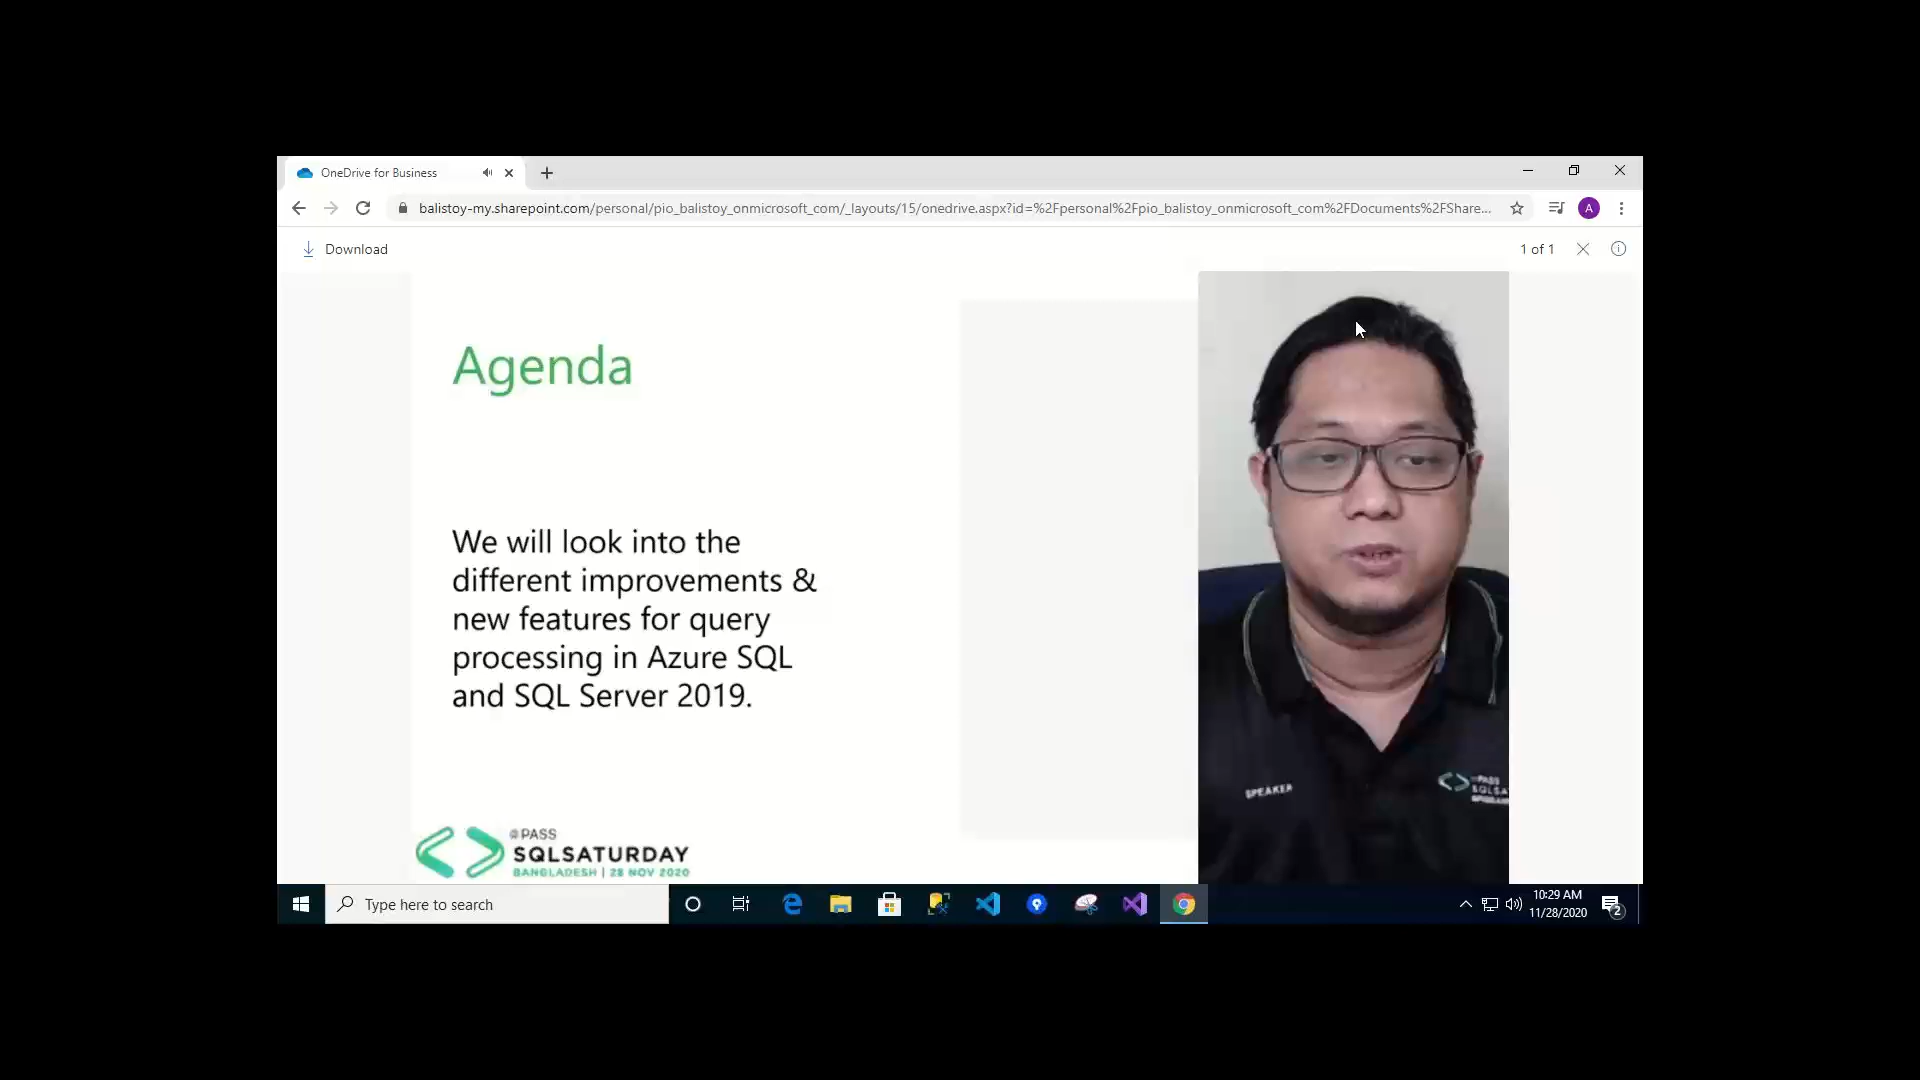 OneDrive for Business
balistoy-my.sharepoint.com/personal/pio_balistoy_onmicrosoft_com/_layouts/15/onedrive.aspx?id=%2Fpersonal%2Fpio_balistoy_onmicrosoft_com%2FDocuments%2FShare...
A
Download
1 of 1
Agenda
We will look into the
different improvements &
new features for query
processing in Azure SQL
and SQL Server 2019.
SPEAKER
PASS
@PASS
SQLSATURDAY
BANGLADESH | 28 NOV 2020
Type here to search
10:29 AM
11/28/2020
2